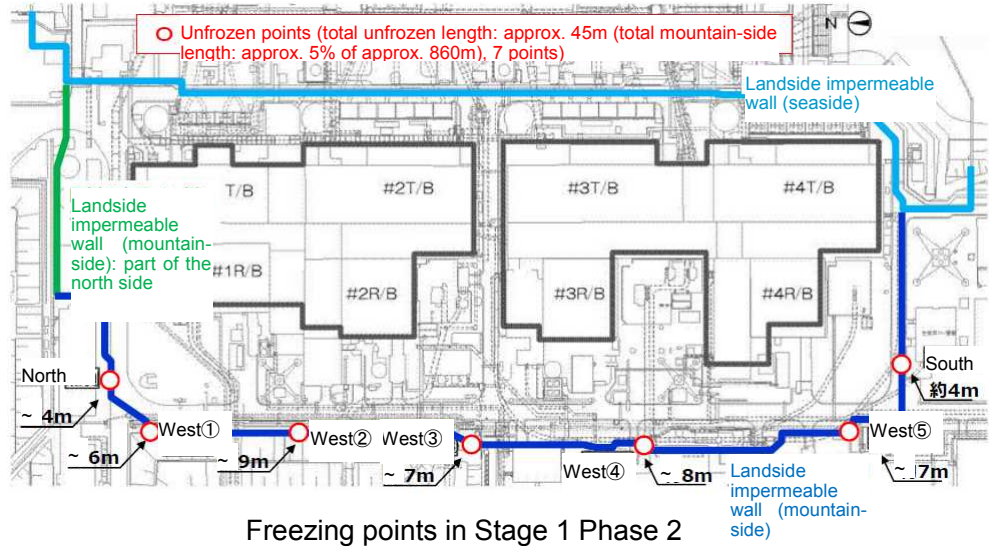 Unfrozen points (total unfrozen length: approx. 45m (total mountain-side
length: approx. 5% of approx. 860m), 7 points)
N
Landside impermeable
wall (seaside)
T/B
#2T/B
#3T/B
#4T/B
Landside
impermeable
wall (mountain-
side): part of the
north side
#1R/B
#2R/B
#3R/B
#4R/B
North
~ 4m
South
約4m
West①
~ 6m
West②
~ 9m
West③
~ 7m
West④
~ 8m
West⑤
~ 7m
Landside
impermeable
wall (mountain-
side)
Freezing points in Stage 1 Phase 2